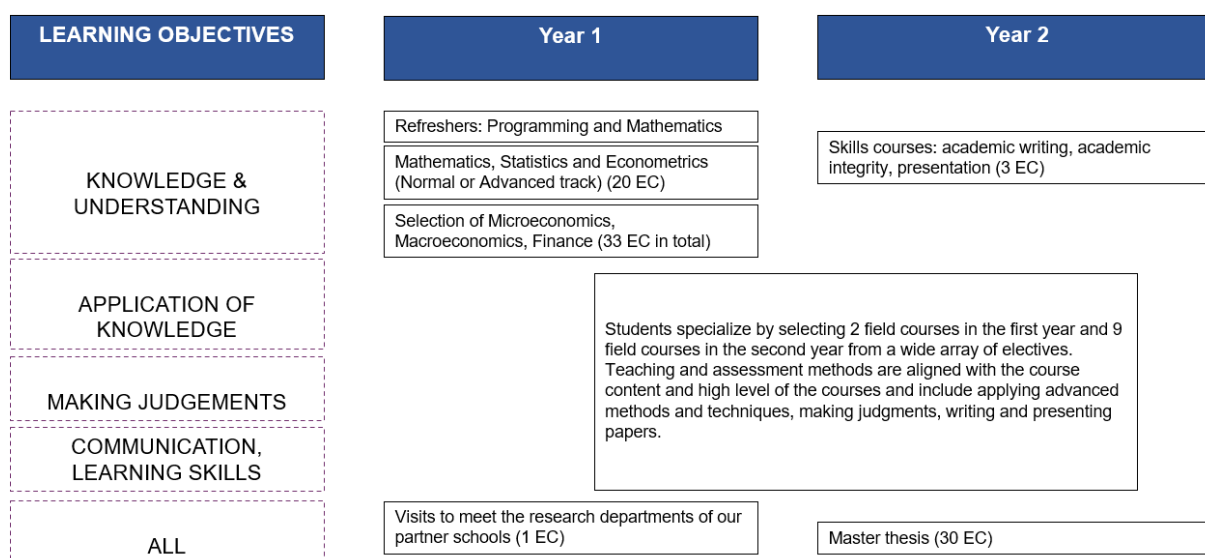 LEARNING OBJECTIVES
Year 1
Year 2
KNOWLEDGE &
UNDERSTANDING
Refreshers: Programming and Mathematics
Mathematics, Statistics and Econometrics
(Normal or Advanced track) (20 EC)
Selection of Microeconomics,
Macroeconomics, Finance (33 EC in total)
Skills courses: academic writing, academic
integrity, presentation (3 EC)
APPLICATION OF
KNOWLEDGE
MAKING JUDGEMENTS
COMMUNICATION,
LEARNING SKILLS
Students specialize by selecting 2 field courses in the first year and 9
field courses in the second year from a wide array of electives.
Teaching and assessment methods are aligned with the course
content and high level of the courses and include applying advanced
methods and techniques, making judgments, writing and presenting
papers.
ALL
Visits to meet the research departments of our
partner schools (1 EC)
Master thesis (30 EC)